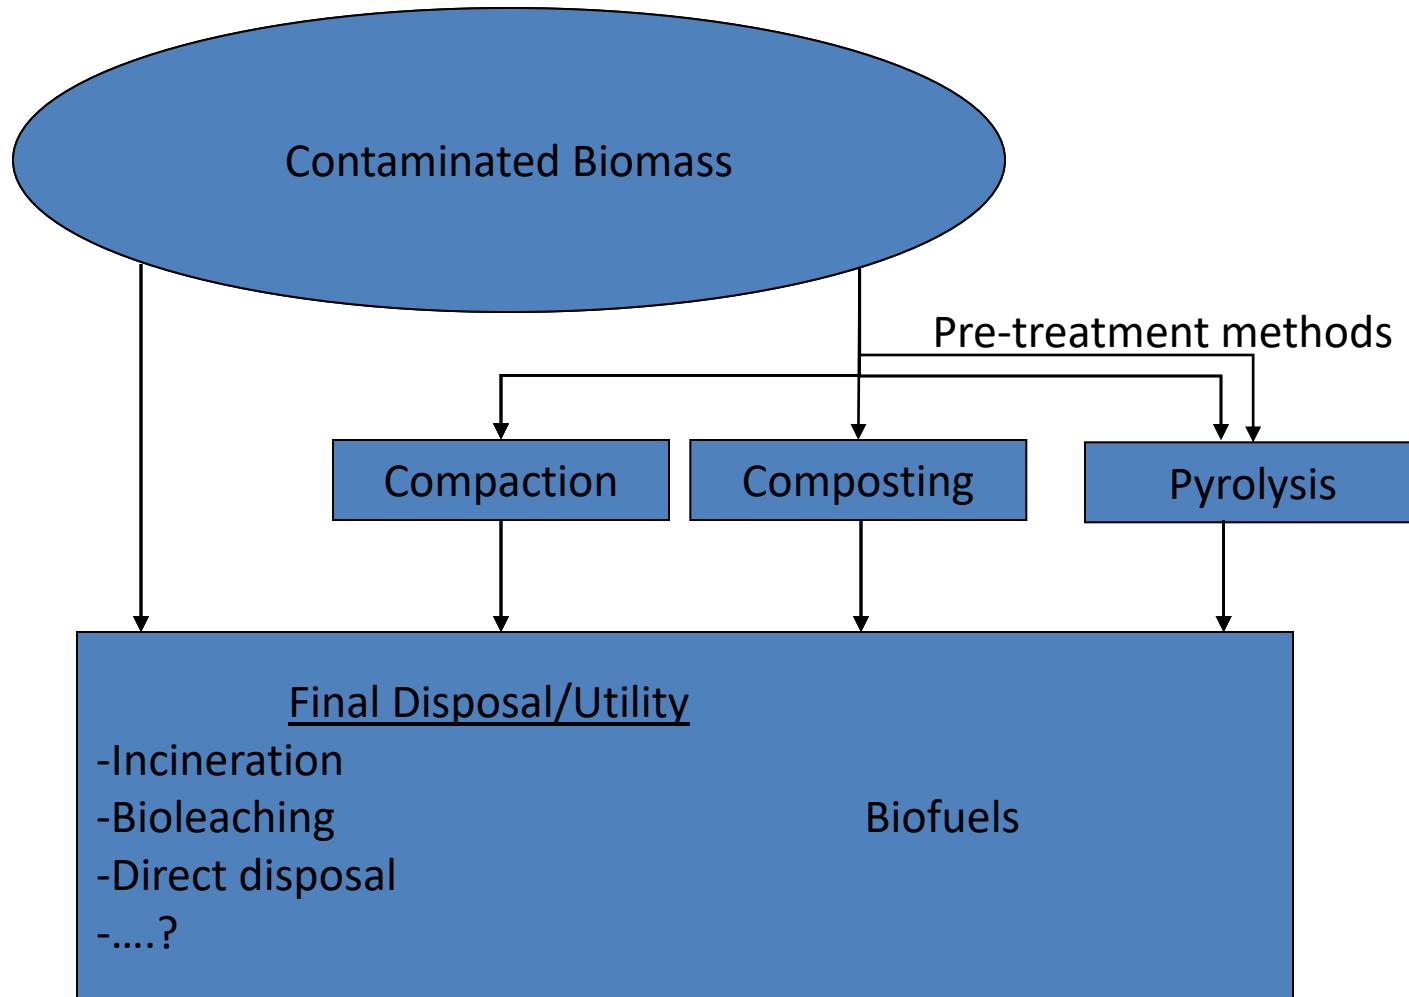 Contaminated Biomass
Pre-treatment methods
Compaction
Composting
Pyrolysis
Final Disposal/Utility
-Incineration
-Bioleaching
Biofuels
-Direct disposal
-....?